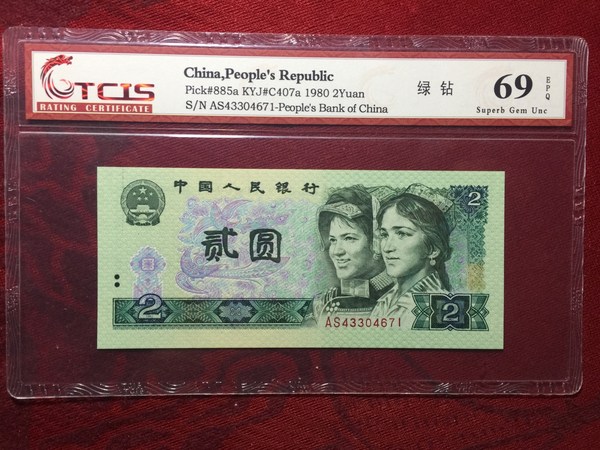 TCIS
RATING CERTIFICATE
China,People's Republic
Pick#885a KYJ#C407a 1980 2Yuan
S/N AS43304671-People's Bank of China
绿钻
69 EPQ
Superb Gem Unc
中国人民银行
贰圆
2
2
2
AS43304671